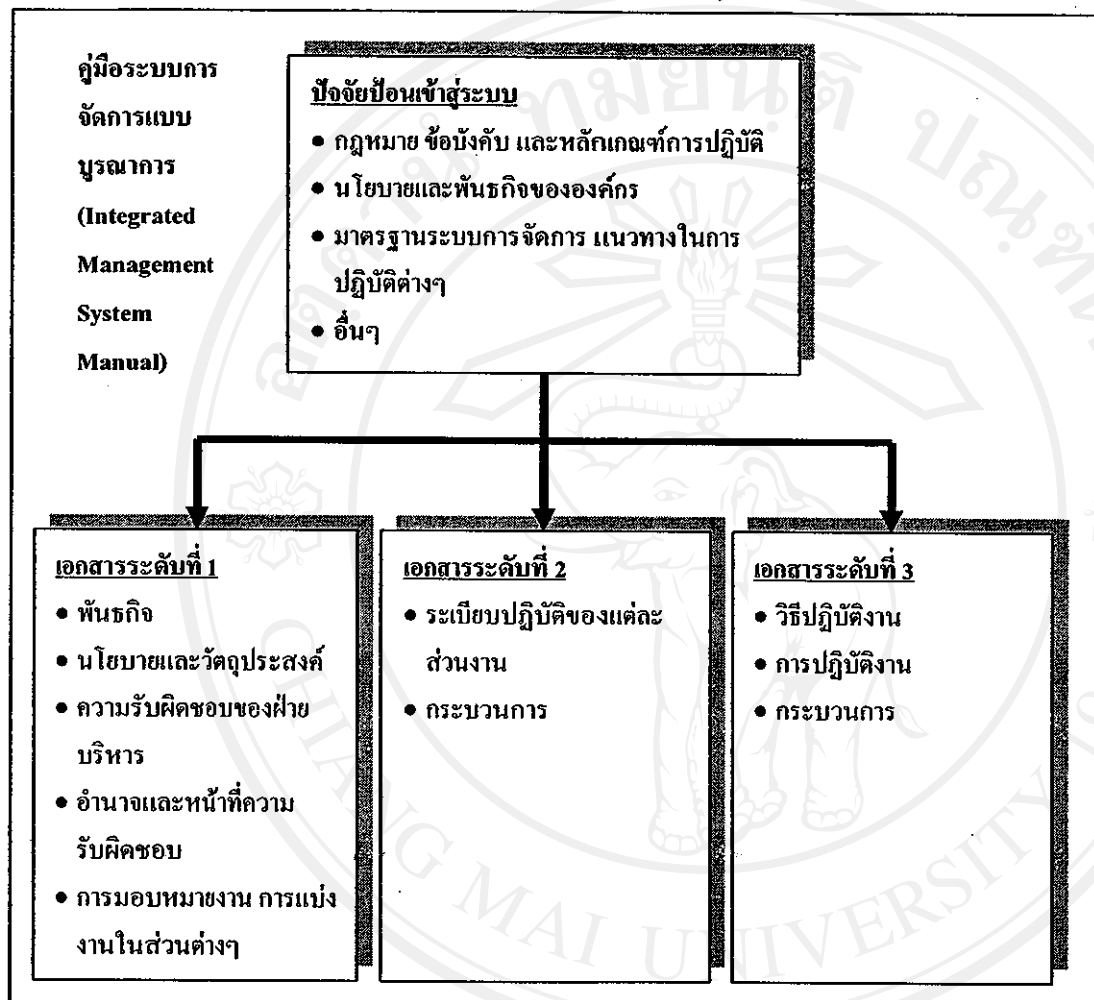 คู่มือระบบการ
จัดการแบบ
บูรณาการ
(Integrated
Management
System
Manual)
ปัจจัยป้อนเข้าสู่ระบบ
● กฎหมาย ข้อบังคับ และหลักเกณฑ์การปฏิบัติ
● นโยบายและพันธกิจขององค์กร
● มาตรฐานระบบการจัดการ แนวทางในการ
ปฏิบัติต่างๆ
● อื่นๆ
เอกสารระดับที่ 1
● พันธกิจ
● นโยบายและวัตถุประสงค์
● ความรับผิดชอบของฝ่าย
บริหาร
● อำนาจและหน้าที่ความ
รับผิดชอบ
● การมอบหมายงาน การแบ่ง
งานในส่วนต่างๆ
เอกสารระดับที่ 2
● ระเบียบปฏิบัติของแต่ละ
ส่วนงาน
● กระบวนการ
เอกสารระดับที่ 3
● วิธีปฏิบัติงาน
● การปฏิบัติงาน
● กระบวนการ
CHIANG MAI UNIVERSITY